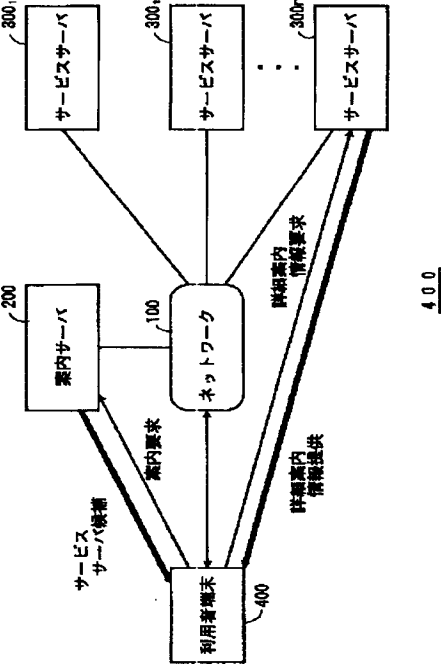 サービスサーバ
300₁
サービスサーバ
300₂
サービスサーバ
300n
案内サーバ
200
ネットワーク
100
利用者端末
400
案内要求
サービス
サーバ候補
詳細案内
情報要求
詳細案内
情報提供
400